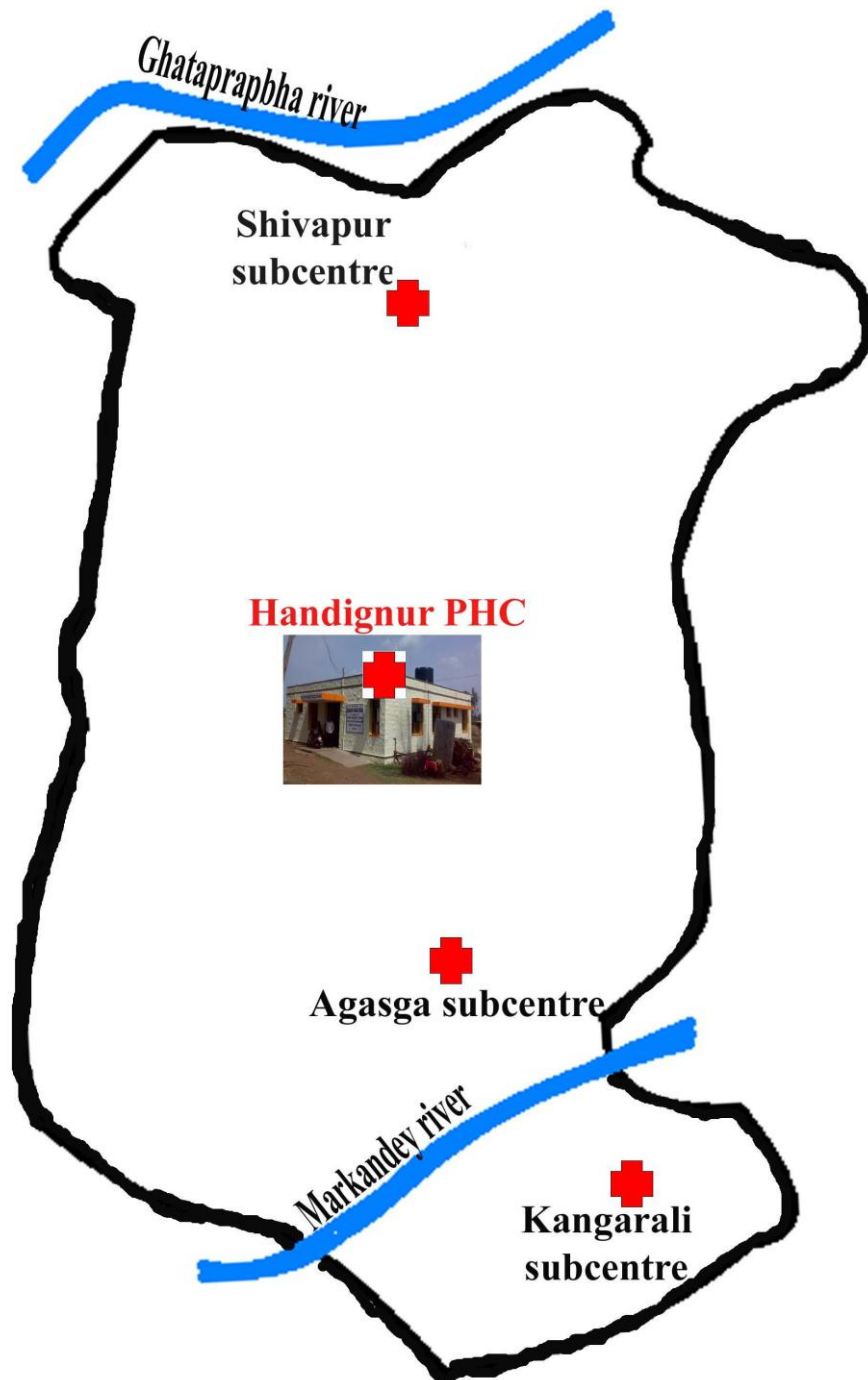 Ghataprapbha river
Shivapur
subcentre
Handignur PHC
Agasga subcentre
Markandey river
Kangarali
subcentre